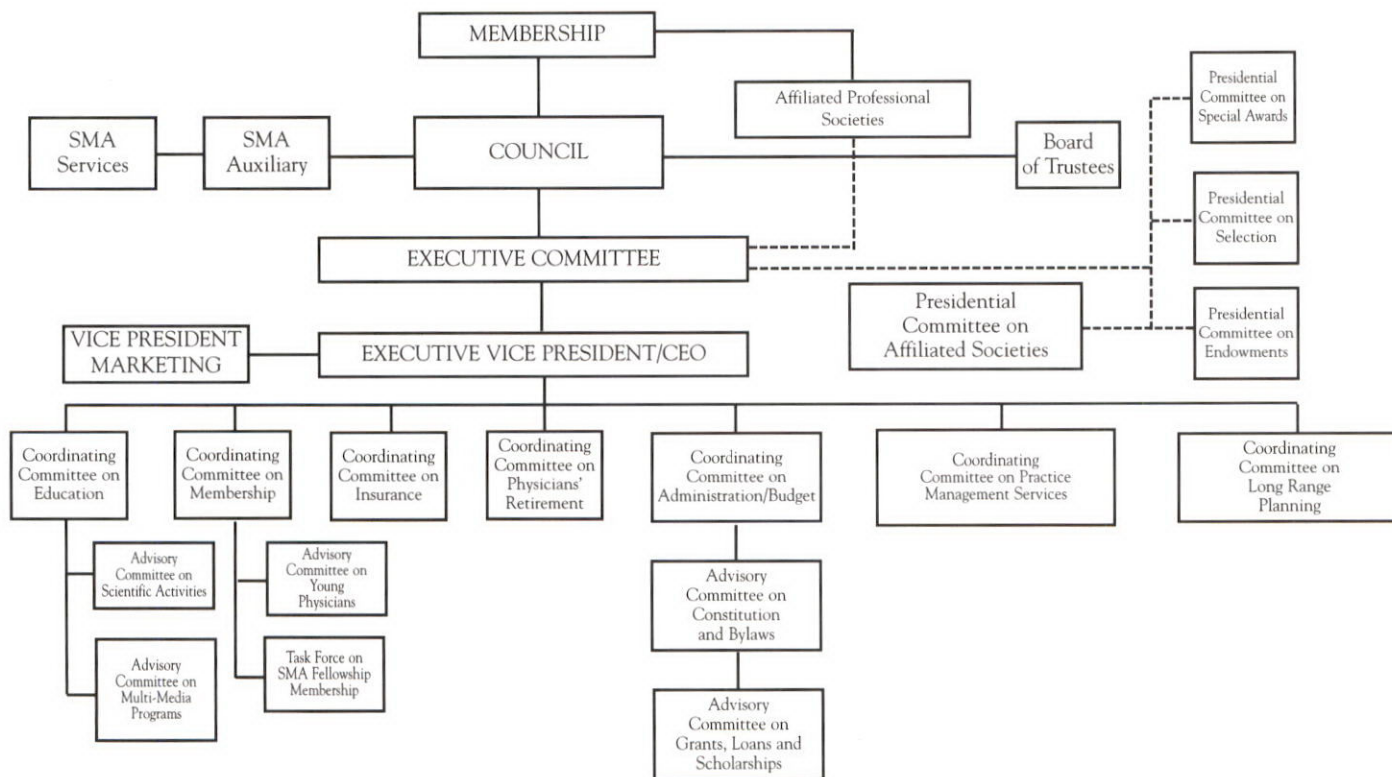 MEMBERSHIP
Affiliated Professional
Societies
Presidential
Committee on
Special Awards
SMA
Services
SMA
Auxiliary
COUNCIL
Board
of Trustees
Presidential
Committee on
Selection
EXECUTIVE COMMITTEE
Presidential
Committee on
Affiliated Societies
Presidential
Committee on
Endowments
VICE PRESIDENT
MARKETING
EXECUTIVE VICE PRESIDENT/CEO
Coordinating
Committee on
Education
Coordinating
Committee on
Membership
Coordinating
Committee on
Insurance
Coordinating
Committee on
Physicians'
Retirement
Coordinating
Committee on
Administration/Budget
Coordinating
Committee on Practice
Management Services
Coordinating
Committee on
Long Range
Planning
Advisory
Committee on
Scientific Activities
Advisory
Committee on
Young
Physicians
Advisory
Committee on
Constitution
and Bylaws
Advisory
Committee on
Multi-Media
Programs
Task Force on
SMA Fellowship
Membership
Advisory
Committee on
Grants, Loans and
Scholarships